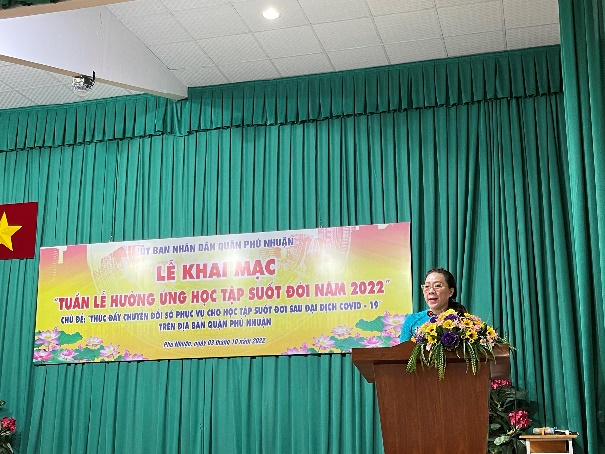 ỦY BAN NHÂN DÂN QUẬN PHÚ NHUẬN
LỄ KHAI MẠC
"TUẦN LỄ HƯỞNG ỨNG HỌC TẬP SUỐT ĐỜI NĂM 2022"
CHỦ ĐỀ: "THÚC ĐẨY CHUYỂN ĐỔI SỐ PHỤC VỤ CHO HỌC TẬP SUỐT ĐỜI SAU ĐẠI DỊCH COVID - 19"
TRÊN ĐỊA BÀN QUẬN PHÚ NHUẬN
Phú Nhuận, ngày 03 tháng 10 năm 2022